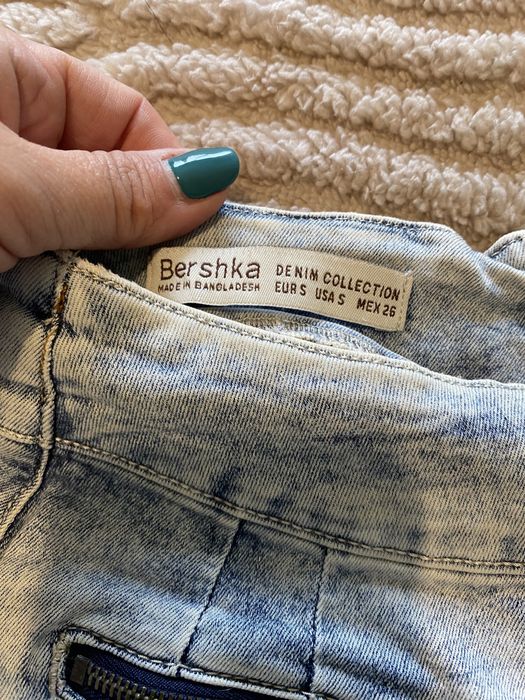 Bershka DENIM COLLECTION
MADE IN BANGLADESH EUR S USA S MEX 26